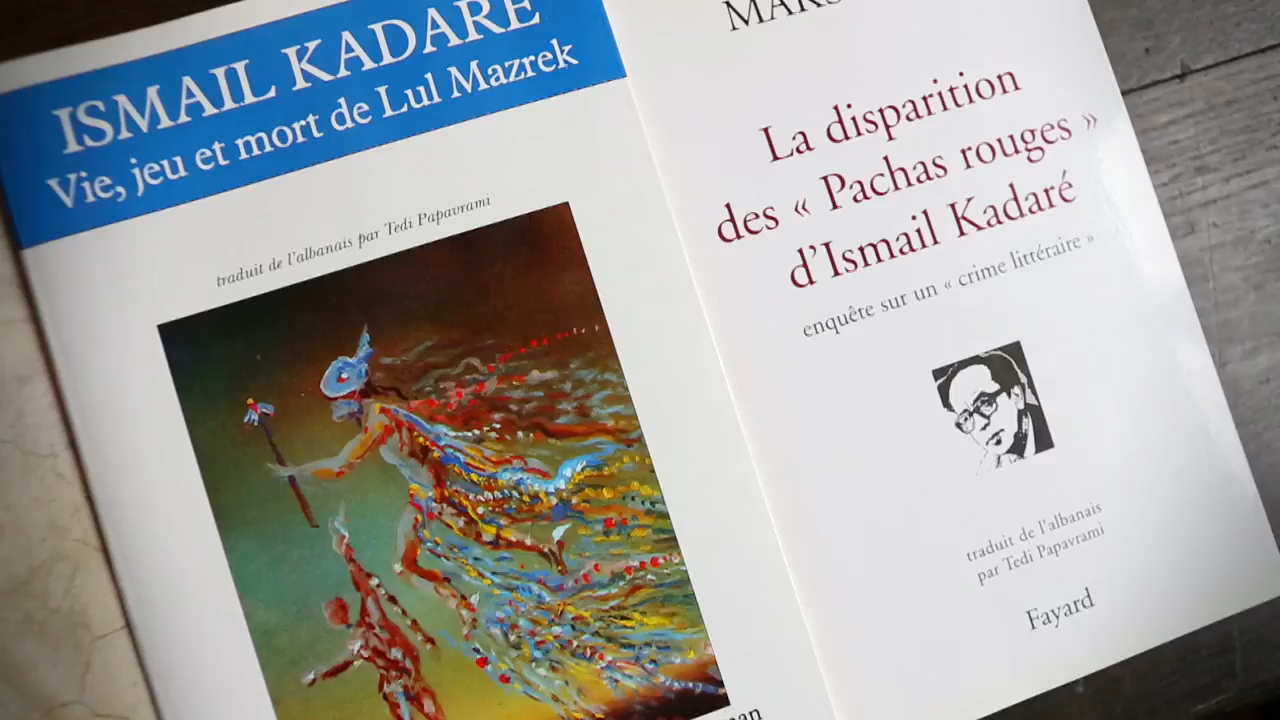 ISMAIL KADARE
Vie, jeu et mort de Lul Mazrek
traduit de l'albanais par Tedi Papavrami
La disparition
des « Pachas rouges »
d'Ismail Kadaré
enquête sur un « crime littéraire »
traduit de l'albanais
par Tedi Papavrami
Fayard